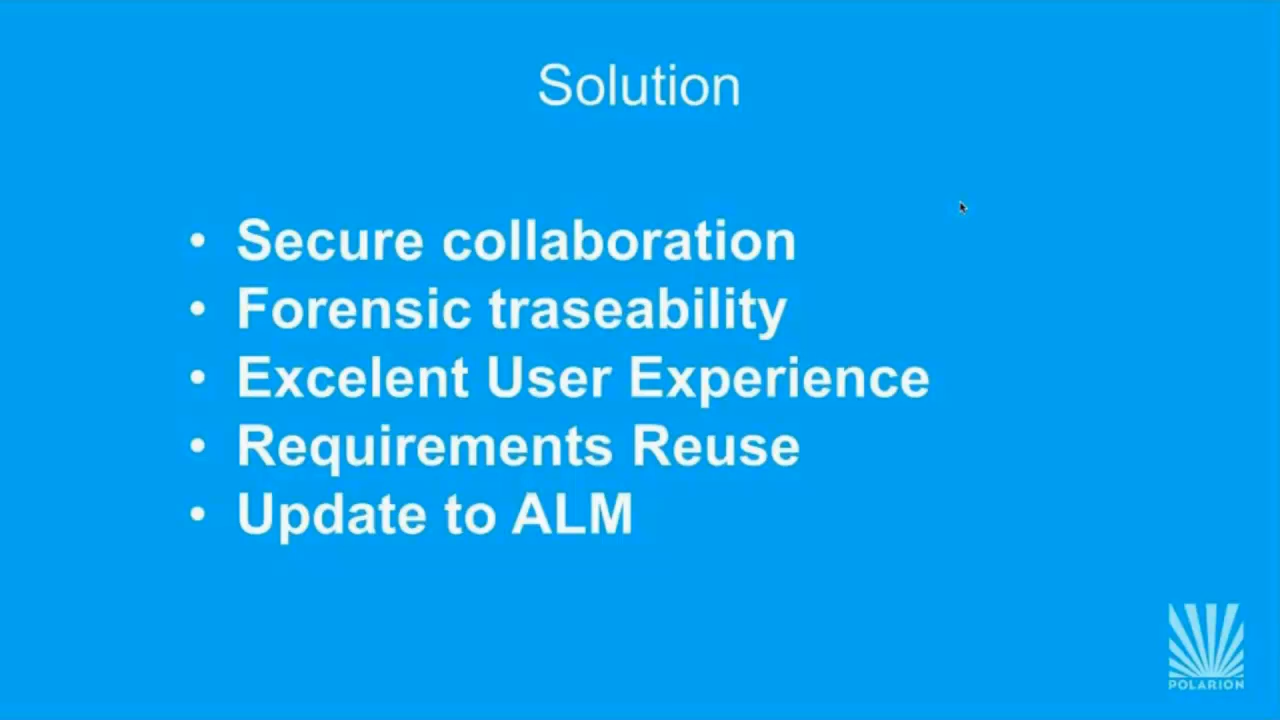 Solution
• Secure collaboration
• Forensic traseability
• Excelent User Experience
• Requirements Reuse
• Update to ALM
POLARION